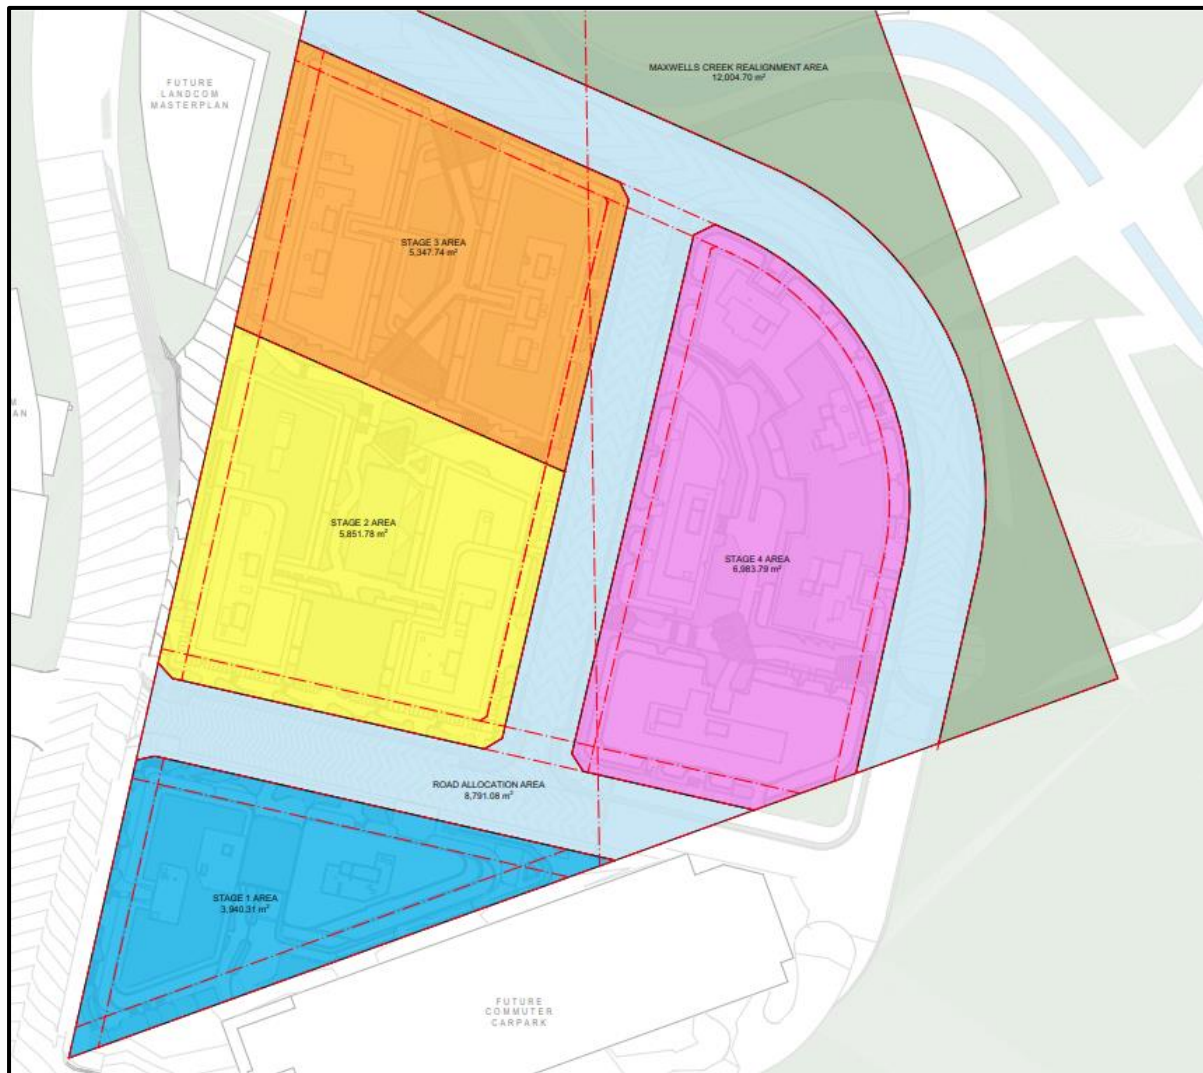 MAXWELLS CREEK REALIGNMENT AREA
12,004.70 m²
FUTURE
LANDCOM
MASTERPLAN
STAGE 3 AREA
5,347.74 m²
STAGE 2 AREA
5,851.78 m²
STAGE 4 AREA
6,983.79 m²
ROAD ALLOCATION AREA
8,791.08 m²
STAGE 1 AREA
3,940.31 m²
FUTURE
COMMUTER
CARPARK